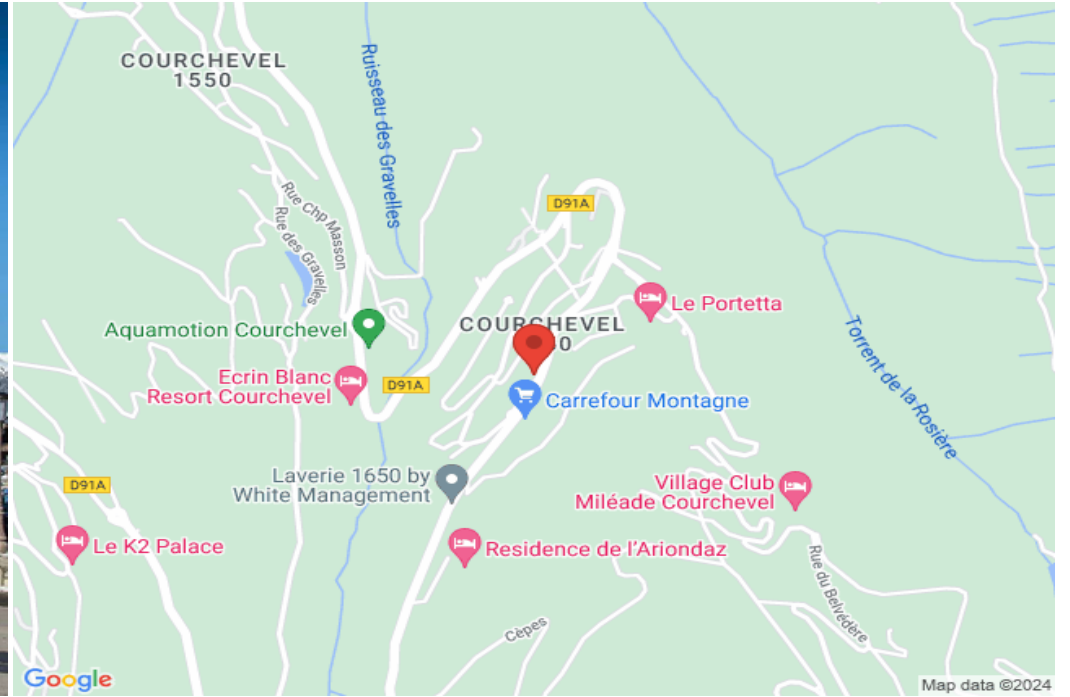 COURCHEVEL
1550
Ruisseau des Gravelles
D91A
Rue Chp Masson
Rue des Gravelles
Le Portetta
Aquamotion Courchevel
COURCHEVEL
0
Torrent de la Rosière
Ecrin Blanc
Resort Courchevel
D91A
Carrefour Montagne
Laverie 1650 by
White Management
Village Club
Miléade Courchevel
D91A
Le K2 Palace
Residence de l'Ariondaz
Rue du Belvédère
Cèpes
Google
Map data ©2024